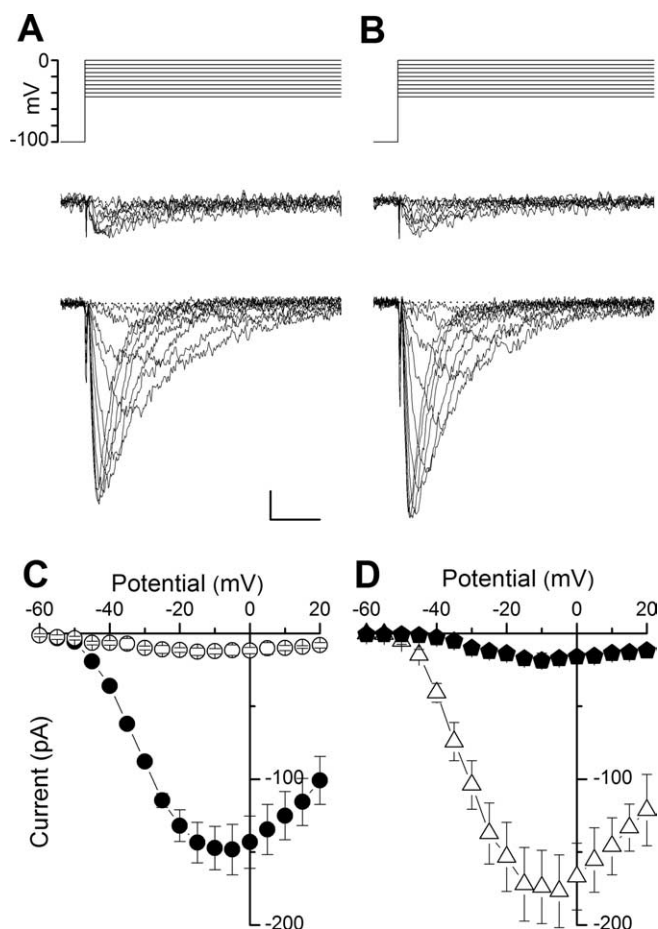 A B
0
mV
-100
C D
Potential (mV) Potential (mV)
-60 -40 -20 0 20 -60 -40 -20 0 20
Current (pA)
-100 -100
-200 -200